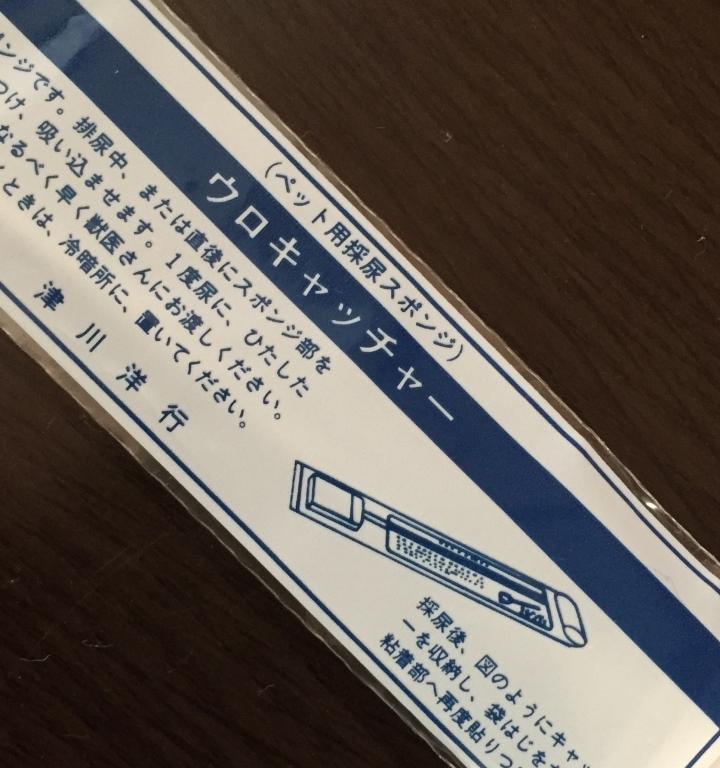 (ペット用採尿スポンジ)
ウロキャッチャー
ンジです。排尿中、または直後にスポンジ部を
つけ、吸い込ませます。1度尿に、ひたした
なるべく早く獣医さんにお渡しください。
ときは、冷暗所に、置いてください。
津川洋行
採尿後、図のようにキャッ
ーを収納し、袋はじを
粘着部へ再度貼りつ